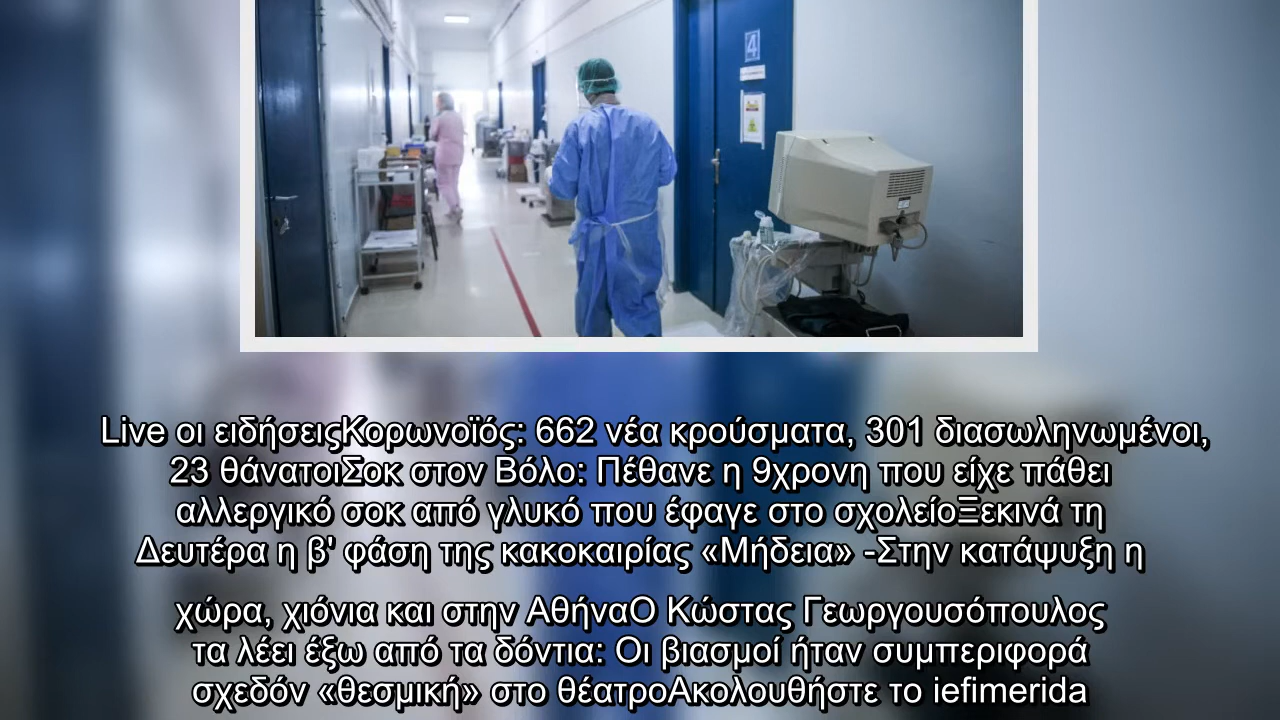 4
Live οι ειδήσειςΚορωνοϊός: 662 νέα κρούσματα, 301 διασωληνωμένοι,
23 θάνατοιΣοκ στον Βόλο: Πέθανε η 9χρονη που είχε πάθει
αλλεργικό σοκ από γλυκό που έφαγε στο σχολείοΞεκινά τη
Δευτέρα η β' φάση της κακοκαιρίας «Μήδεια» -Στην κατάψυξη η
χώρα, χιόνια και στην ΑθήναΟ Κώστας Γεωργουσόπουλος
τα λέει έξω από τα δόντια: Οι βιασμοί ήταν συμπεριφορά
σχεδόν «θεσμική» στο θέατροΑκολουθήστε το iefimerida